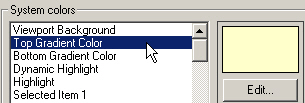 System colors
Viewport Background
Top Gradient Color
Bottom Gradient Color
Dynamic Highlight
Highlight
Selected Item 1
Edit...